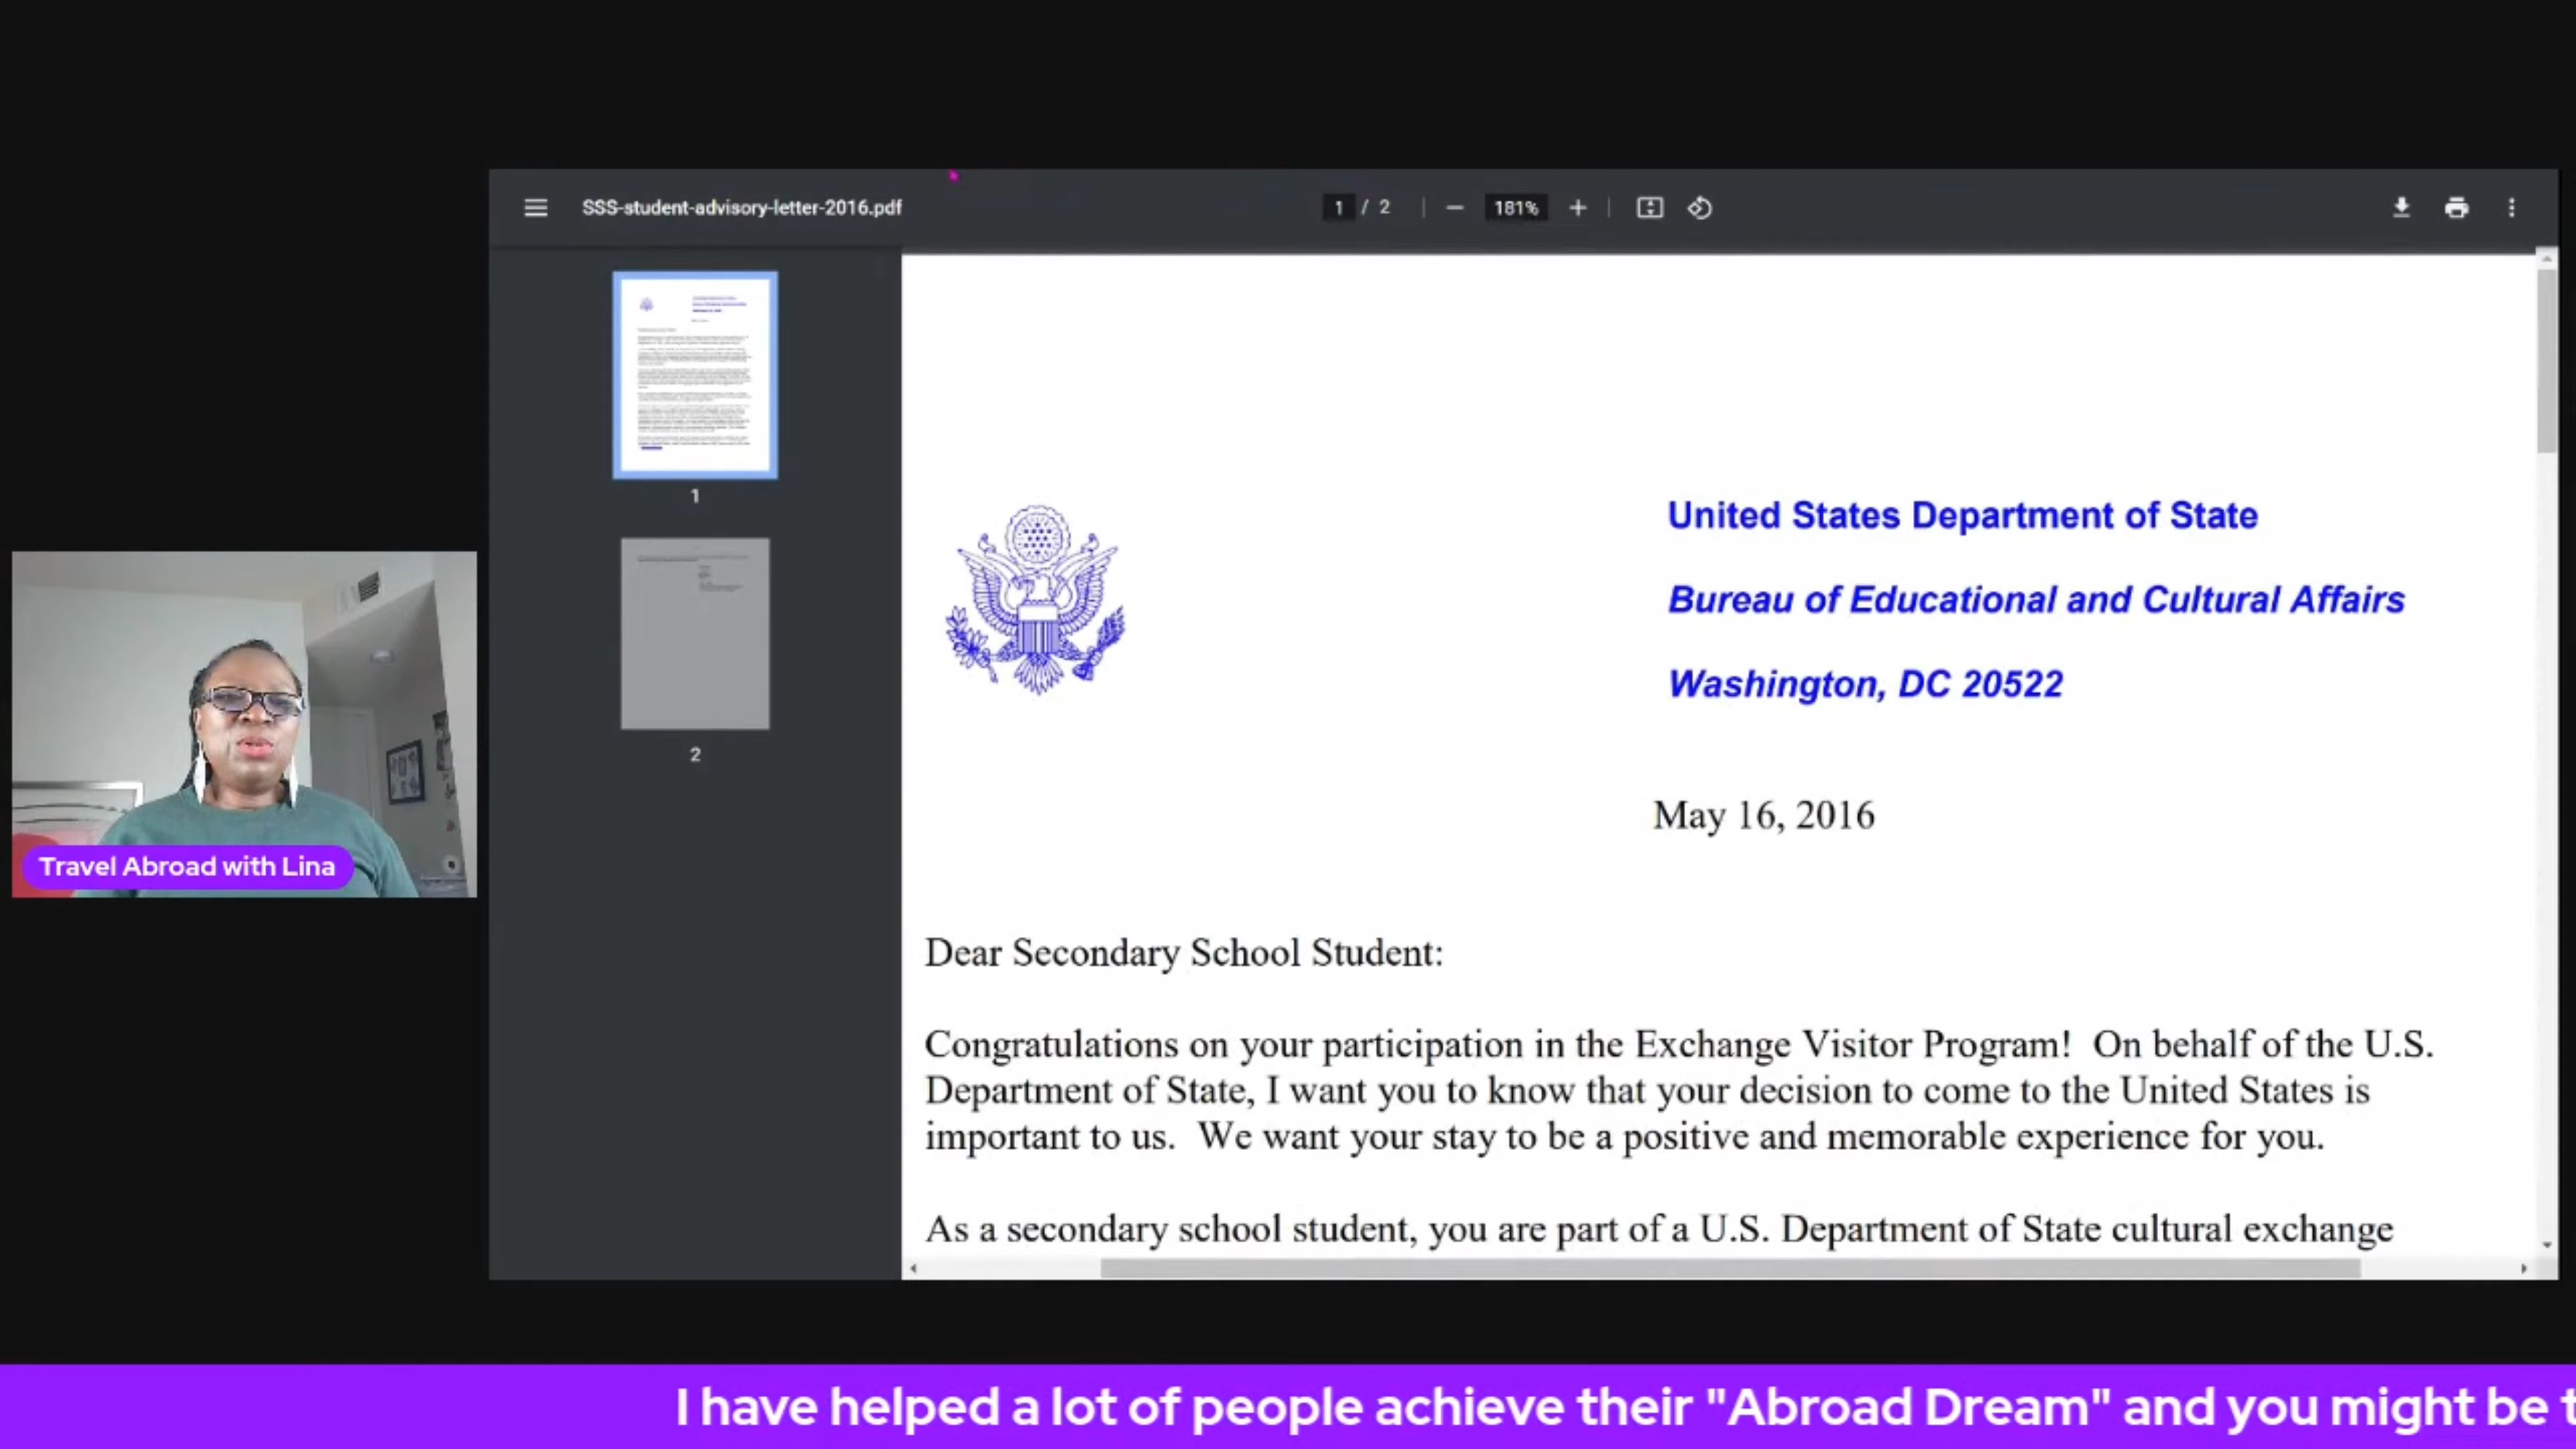 SSS-student-advisory-letter-2016.pdf
1 / 2
181%
1
2
United States Department of State
Bureau of Educational and Cultural Affairs
Washington, DC 20522
May 16, 2016
Dear Secondary School Student:
Congratulations on your participation in the Exchange Visitor Program! On behalf of the U.S.
Department of State, I want you to know that your decision to come to the United States is
important to us. We want your stay to be a positive and memorable experience for you.
As a secondary school student, you are part of a U.S. Department of State cultural exchange
Travel Abroad with Lina
I have helped a lot of people achieve their "Abroad Dream" and you might be t